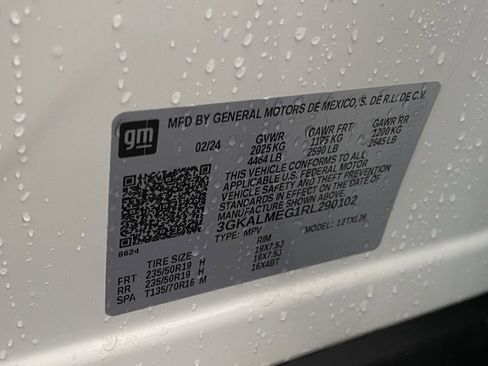 gm
MFD BY GENERAL MOTORS DE MEXICO, S. DE R.L. DE C.V.
02/24 GVWR GAWR FRT GAWR RR
2025 KG 1175 KG 1200 KG
4464 LB 2590 LB 2645 LB
THIS VEHICLE CONFORMS TO ALL
APPLICABLE U.S. FEDERAL MOTOR
VEHICLE SAFETY AND THEFT PREVENTION
STANDARDS IN EFFECT ON THE DATE OF
MANUFACTURE SHOWN ABOVE.
3GKALMEG1RL290102
TYPE: MPV MODEL: 12TXL26
8624
TIRE SIZE RIM
FRT 235/50R19 H 19X7.5J
RR 235/50R19 H 19X7.5J
SPA T135/70R16 M 16X4BT